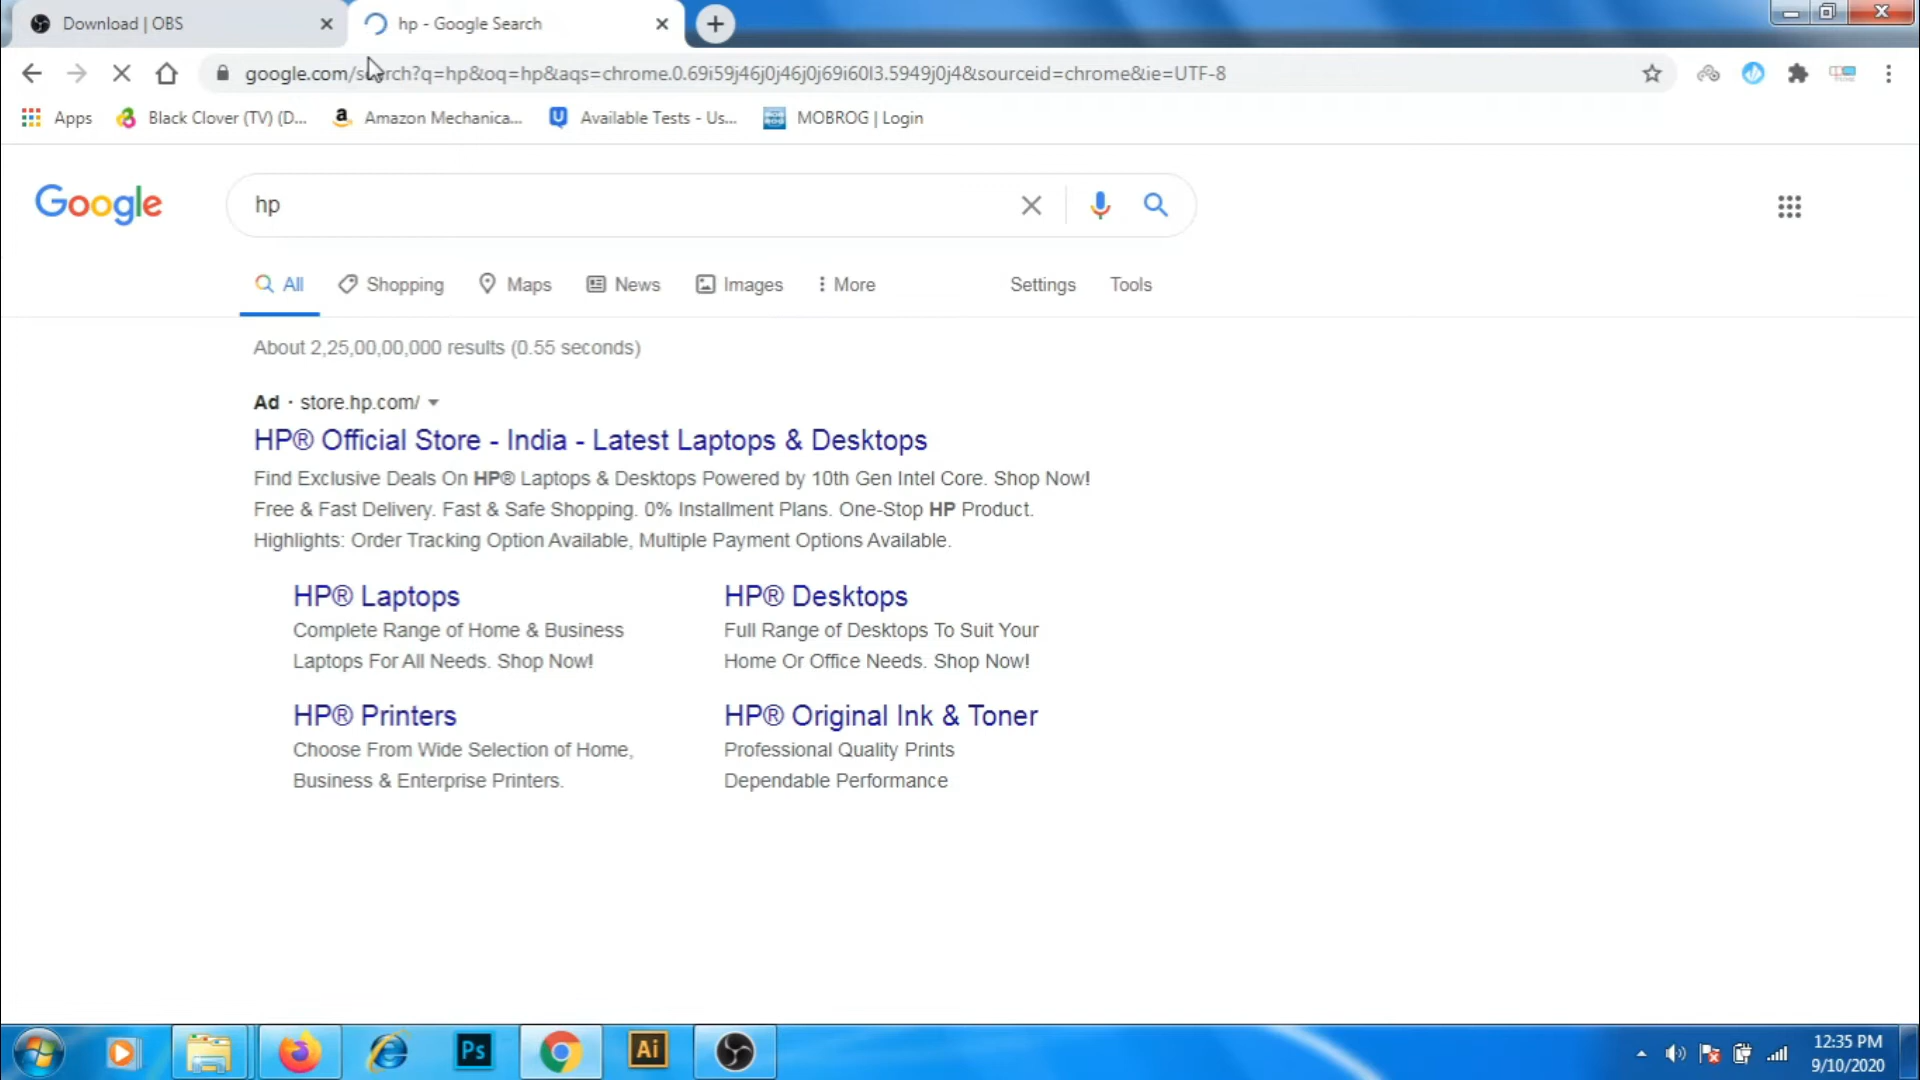 Download | OBS
hp - Google Search
google.com/search?q=hp&oq=hp&aqs=chrome.0.69i59j46j0j46j0j69i60l3.5949j0j4&sourceid=chrome&ie=UTF-8
Apps
Black Clover (TV) (D...
Amazon Mechanica...
Available Tests - Us...
MOBROG | Login
Google
hp
All
Shopping
Maps
News
Images
More
Settings
Tools
About 2,25,00,00,000 results (0.55 seconds)
Ad · store.hp.com/
HP® Official Store - India - Latest Laptops & Desktops
Find Exclusive Deals On HP® Laptops & Desktops Powered by 10th Gen Intel Core. Shop Now!
Free & Fast Delivery. Fast & Safe Shopping. 0% Installment Plans. One-Stop HP Product.
Highlights: Order Tracking Option Available, Multiple Payment Options Available.
HP® Laptops
Complete Range of Home & Business
Laptops For All Needs. Shop Now!
HP® Desktops
Full Range of Desktops To Suit Your
Home Or Office Needs. Shop Now!
HP® Printers
Choose From Wide Selection of Home,
Business & Enterprise Printers.
HP® Original Ink & Toner
Professional Quality Prints
Dependable Performance
Ps
Ai
12:35 PM
9/10/2020